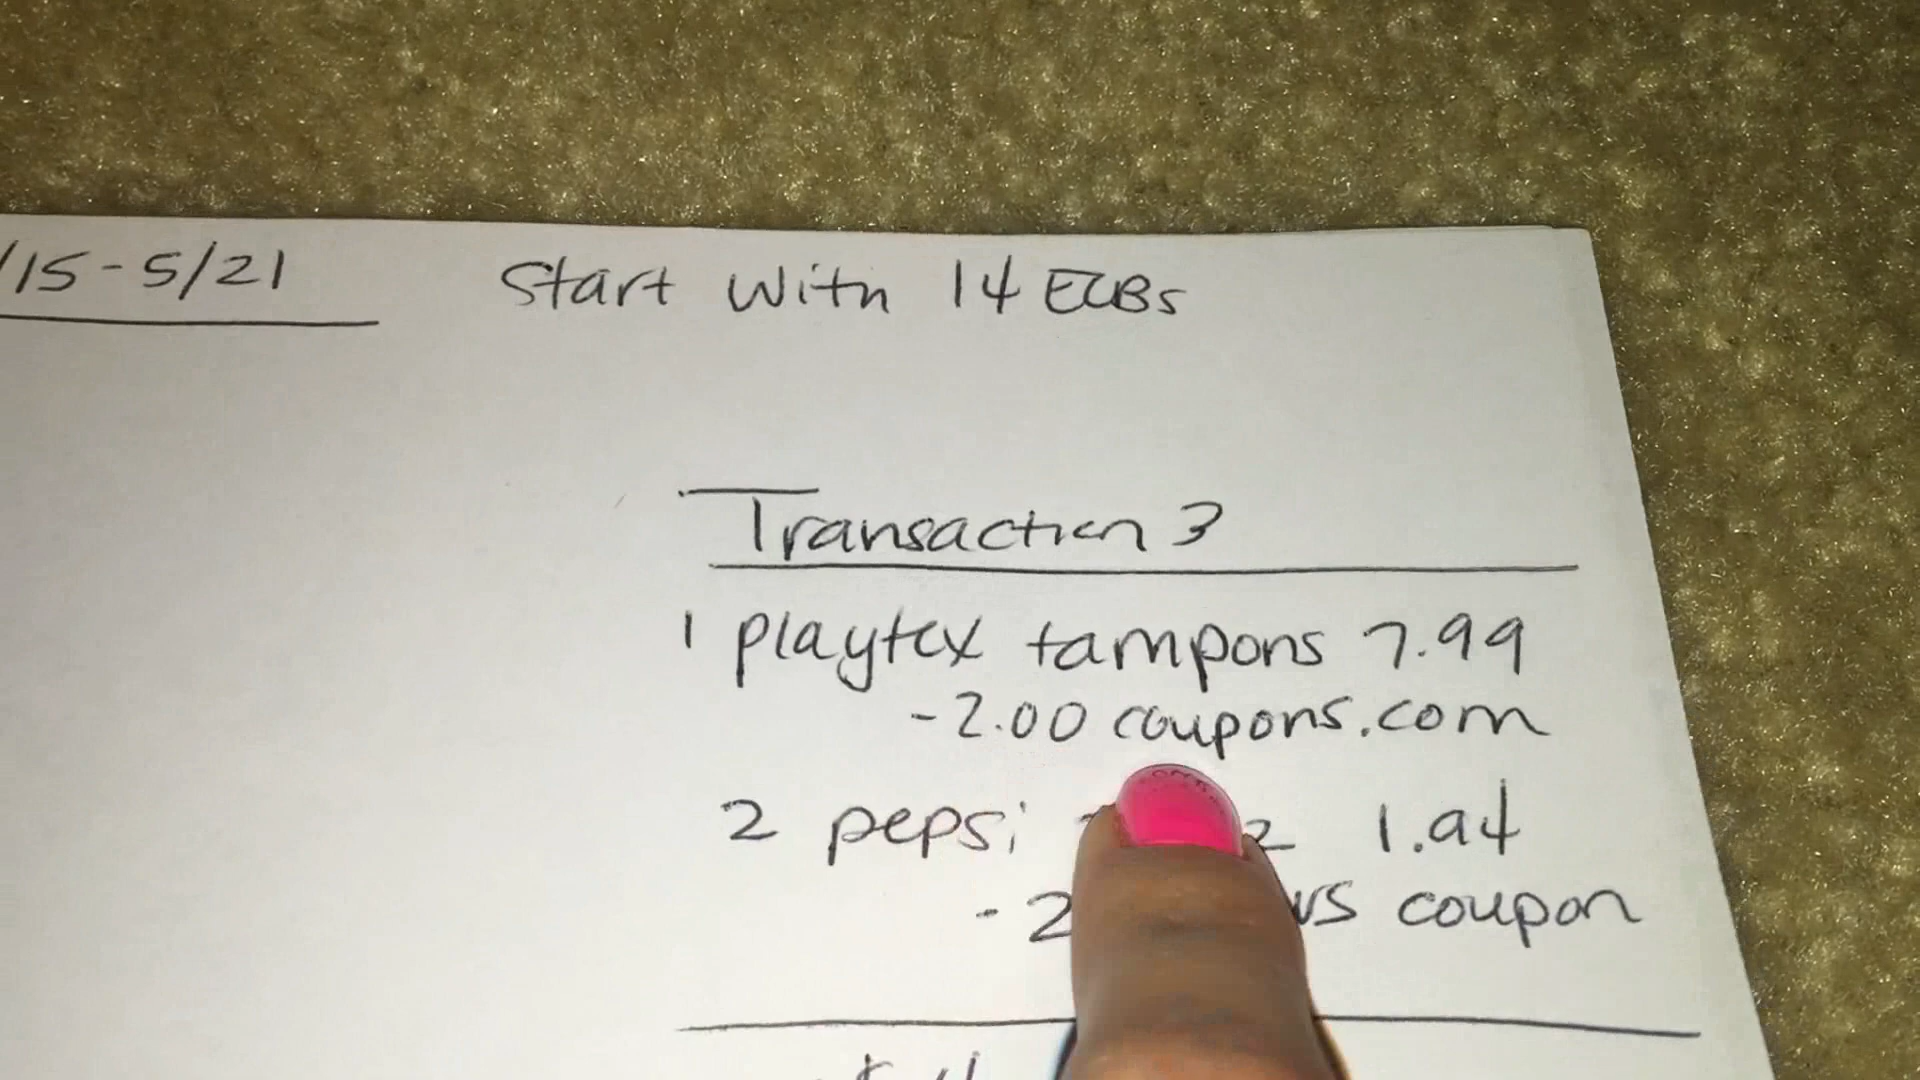 /15-5/21
Start with 14 ECBs
Transaction 3
1 playtex tampons 7.99
-2.00 coupons.com
2 pepsi 1.94
-2 coupon